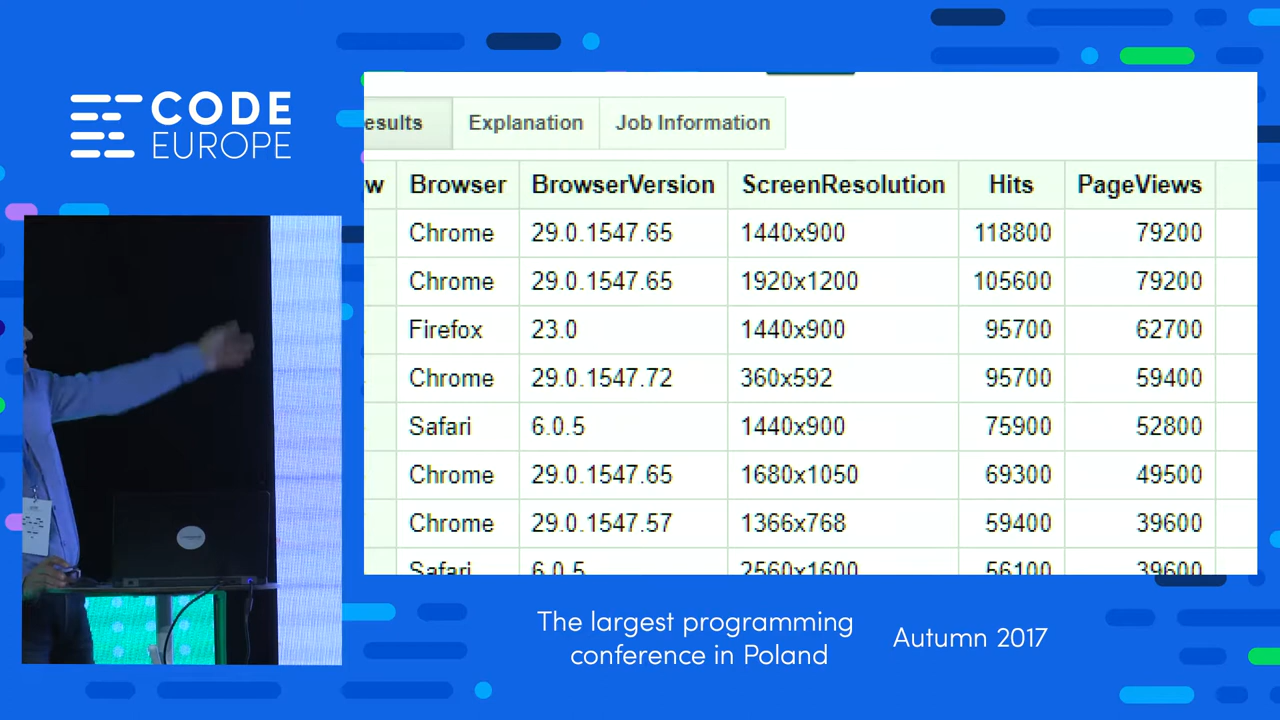 CODE
EUROPE
esults Explanation Job Information
w Browser BrowserVersion ScreenResolution Hits PageViews
Chrome 29.0.1547.65 1440x900 118800 79200
Chrome 29.0.1547.65 1920x1200 105600 79200
Firefox 23.0 1440x900 95700 62700
Chrome 29.0.1547.72 360x592 95700 59400
Safari 6.0.5 1440x900 75900 52800
Chrome 29.0.1547.65 1680x1050 69300 49500
Chrome 29.0.1547.57 1366x768 59400 39600
Safari 6.0.5 2560x1600 56100 39600
The largest programming
conference in Poland
Autumn 2017